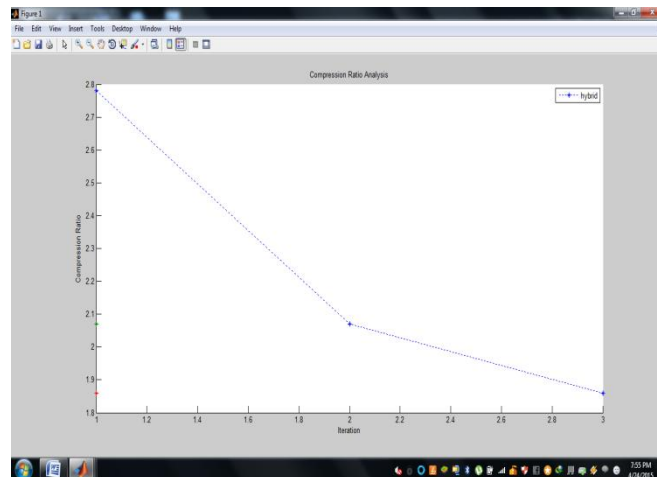 Figure 1
File Edit View Insert Tools Desktop Window Help
Compression Ratio Analysis
hybrid
2.8
2.7
2.6
2.5
2.4
2.3
2.2
2.1
2
1.9
1.8
Compression Ratio
1 1.2 1.4 1.6 1.8 2 2.2 2.4 2.6 2.8 3
Iteration
7:55 PM
4/24/2015